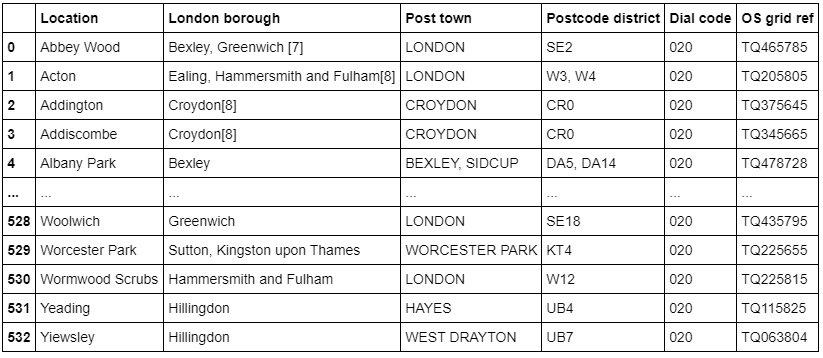 Location London borough Post town Postcode district Dial code OS grid ref
0 Abbey Wood Bexley, Greenwich [7] LONDON SE2 020 TQ465785
1 Acton Ealing, Hammersmith and Fulham[8] LONDON W3, W4 020 TQ205805
2 Addington Croydon[8] CROYDON CR0 020 TQ375645
3 Addiscombe Croydon[8] CROYDON CR0 020 TQ345665
4 Albany Park Bexley BEXLEY, SIDCUP DA5, DA14 020 TQ478728
... ... ... ... ... ... ...
528 Woolwich Greenwich LONDON SE18 020 TQ435795
529 Worcester Park Sutton, Kingston upon Thames WORCESTER PARK KT4 020 TQ225655
530 Wormwood Scrubs Hammersmith and Fulham LONDON W12 020 TQ225815
531 Yeading Hillingdon HAYES UB4 020 TQ115825
532 Yiewsley Hillingdon WEST DRAYTON UB7 020 TQ063804